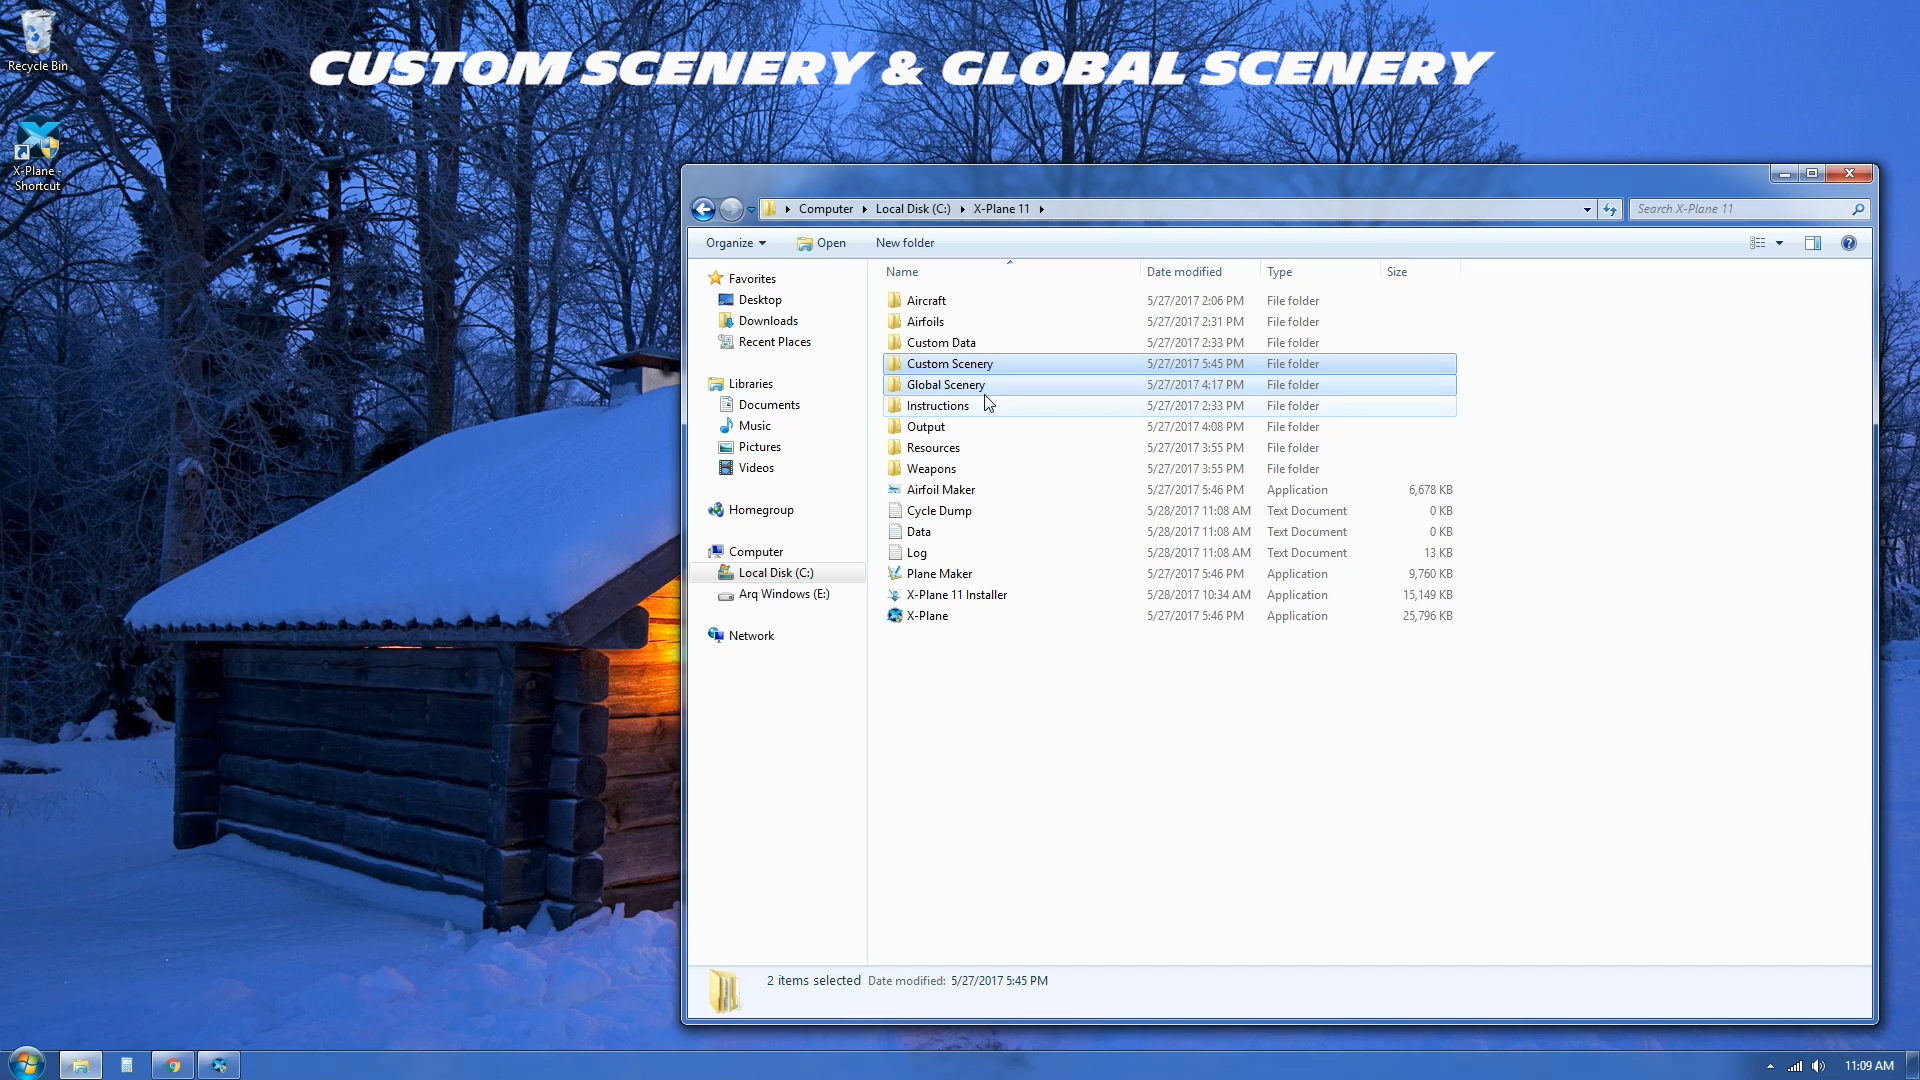 Recycle Bin
CUSTOM SCENERY & GLOBAL SCENERY
X-Plane -
Shortcut
Computer
Local Disk (C:)
X-Plane 11
Search X-Plane 11
Organize
Open
New folder
Favorites
Desktop
Downloads
Recent Places
Libraries
Documents
Music
Pictures
Videos
Homegroup
Computer
Local Disk (C:)
Arq Windows (E:)
Network
Name Date modified Type Size
Aircraft 5/27/2017 2:06 PM File folder
Airfoils 5/27/2017 2:31 PM File folder
Custom Data 5/27/2017 2:33 PM File folder
Custom Scenery 5/27/2017 5:45 PM File folder
Global Scenery 5/27/2017 4:17 PM File folder
Instructions 5/27/2017 2:33 PM File folder
Output 5/27/2017 4:08 PM File folder
Resources 5/27/2017 3:55 PM File folder
Weapons 5/27/2017 3:55 PM File folder
Airfoil Maker 5/27/2017 5:46 PM Application 6,678 KB
Cycle Dump 5/28/2017 11:08 AM Text Document 0 KB
Data 5/28/2017 11:08 AM Text Document 0 KB
Log 5/28/2017 11:08 AM Text Document 13 KB
Plane Maker 5/27/2017 5:46 PM Application 9,760 KB
X-Plane 11 Installer 5/28/2017 10:34 AM Application 15,149 KB
X-Plane 5/27/2017 5:46 PM Application 25,796 KB
2 items selected Date modified: 5/27/2017 5:45 PM
11:09 AM